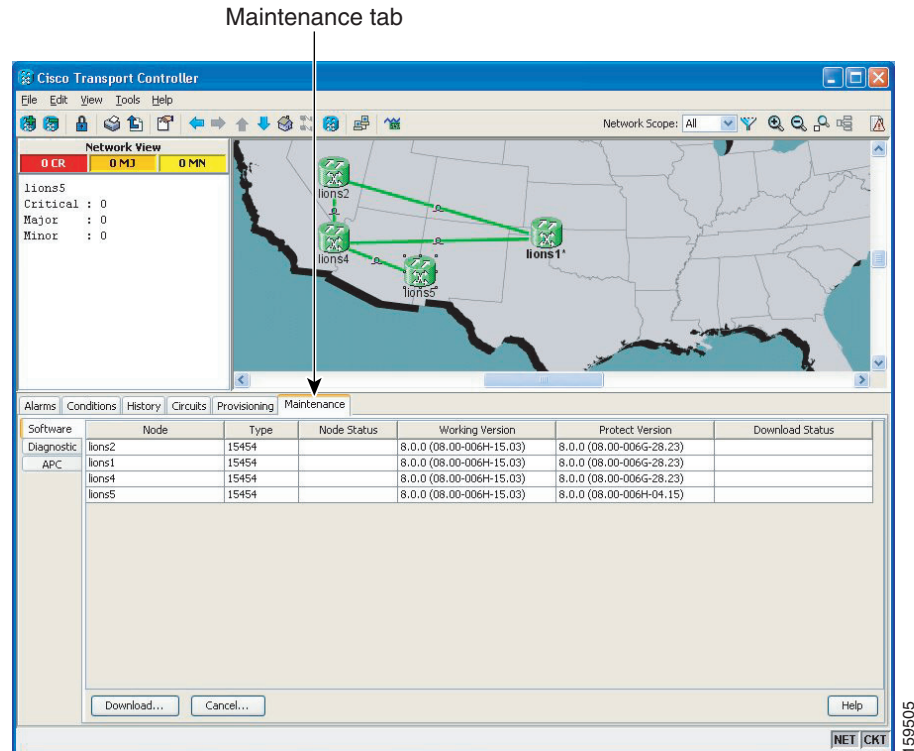 Maintenance tab
Cisco Transport Controller
File Edit View Tools Help
Network Scope: All
Network View
0 CR 0 MJ 0 MN
lions5
Critical : 0
Major : 0
Minor : 0
lions2
lions4
lions1*
lions5
Alarms Conditions History Circuits Provisioning Maintenance
Software
Diagnostic
APC
Node Type Node Status Working Version Protect Version Download Status
lions2 15454 8.0.0 (08.00-006H-15.03) 8.0.0 (08.00-006G-28.23)
lions1 15454 8.0.0 (08.00-006H-15.03) 8.0.0 (08.00-006G-28.23)
lions4 15454 8.0.0 (08.00-006H-15.03) 8.0.0 (08.00-006G-28.23)
lions5 15454 8.0.0 (08.00-006H-15.03) 8.0.0 (08.00-006H-04.15)
Download... Cancel... Help
NET CKT
159505